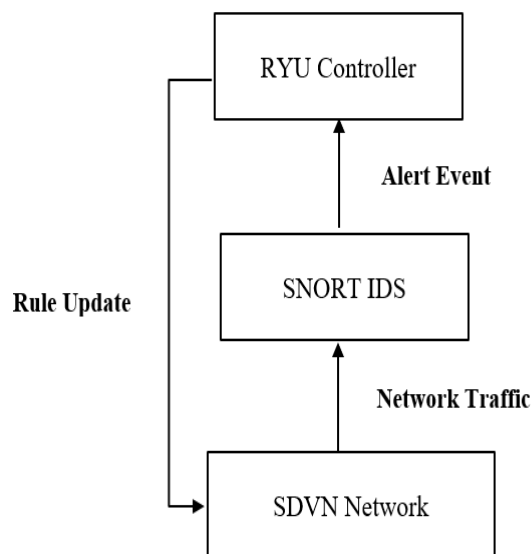 RYU Controller
Alert Event
SNORT IDS
Rule Update
Network Traffic
SDVN Network